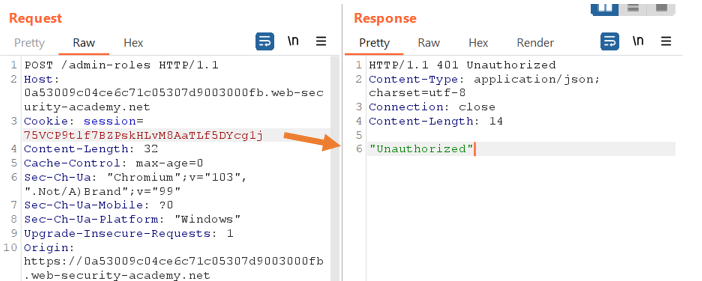 Request
Pretty Raw Hex \n
1 POST /admin-roles HTTP/1.1
2 Host:
0a53009c04ce6c71c05307d9003000fb.web-sec
urity-academy.net
3 Cookie: session=
75VCP9tlf7BZPskHLvM8AaTLf5DYcg1j
4 Content-Length: 32
5 Cache-Control: max-age=0
6 Sec-Ch-Ua: "Chromium";v="103",
".Not/A)Brand";v="99"
7 Sec-Ch-Ua-Mobile: ?0
8 Sec-Ch-Ua-Platform: "Windows"
9 Upgrade-Insecure-Requests: 1
10 Origin:
https://0a53009c04ce6c71c05307d9003000fb
.web-security-academy.net
Response
Pretty Raw Hex Render \n
1 HTTP/1.1 401 Unauthorized
2 Content-Type: application/json;
charset=utf-8
3 Connection: close
4 Content-Length: 14
5
6 "Unauthorized"